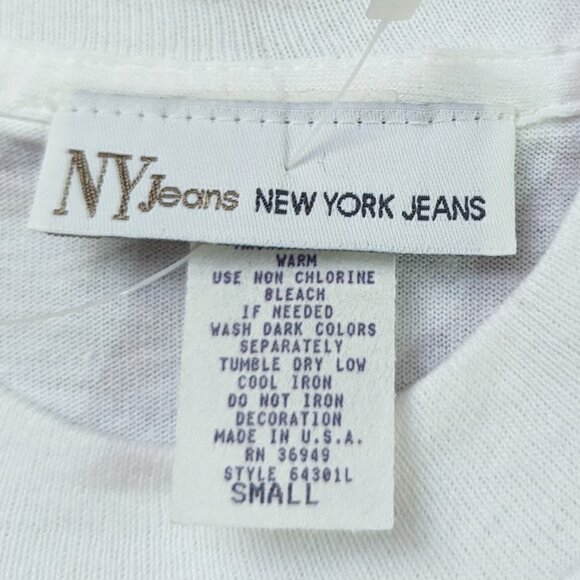 NYJeans NEW YORK JEANS
WARM
USE NON CHLORINE
BLEACH
IF NEEDED
WASH DARK COLORS
SEPARATELY
TUMBLE DRY LOW
COOL IRON
DO NOT IRON
DECORATION
MADE IN U.S.A.
RN 36949
STYLE 64301L
SMALL